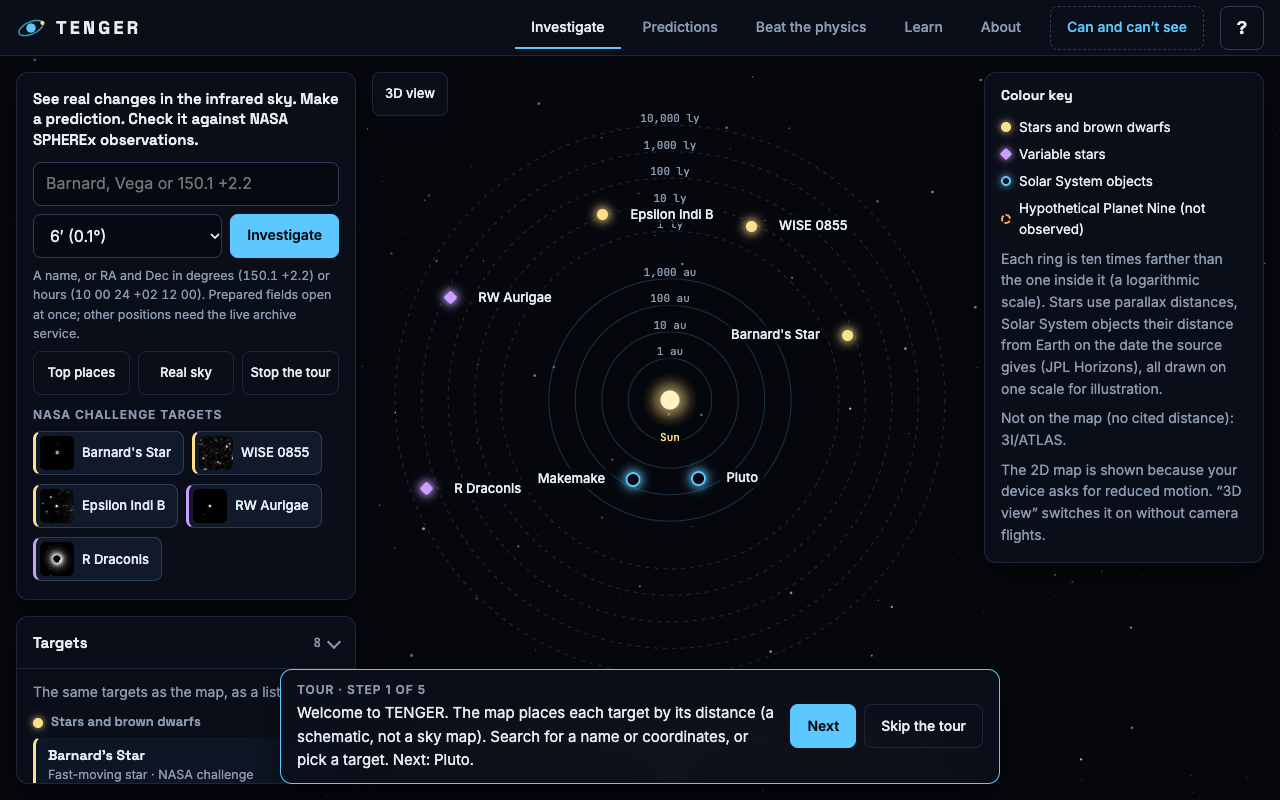 TENGER
Investigate
Predictions
Beat the physics
Learn
About
Can and can't see
?
See real changes in the infrared sky. Make
a prediction. Check it against NASA
SPHEREx observations.
Barnard, Vega or 150.1 +2.2
6′ (0.1°)
Investigate
A name, or RA and Dec in degrees (150.1 +2.2) or
hours (10 00 24 +02 12 00). Prepared fields open
at once; other positions need the live archive
service.
Top places
Real sky
Stop the tour
NASA CHALLENGE TARGETS
Barnard's Star
WISE 0855
Epsilon Indi B
RW Aurigae
R Draconis
Targets
8
The same targets as the map, as a list
Stars and brown dwarfs
Barnard's Star
Fast-moving star · NASA challenge
3D view
10,000 ly
1,000 ly
100 ly
10 ly
1 ly
1,000 au
100 au
10 au
1 au
Epsilon Indi B
WISE 0855
RW Aurigae
Barnard's Star
Sun
Makemake
Pluto
R Draconis
Colour key
Stars and brown dwarfs
Variable stars
Solar System objects
Hypothetical Planet Nine (not
observed)
Each ring is ten times farther than
the one inside it (a logarithmic
scale). Stars use parallax distances,
Solar System objects their distance
from Earth on the date the source
gives (JPL Horizons), all drawn on
one scale for illustration.
Not on the map (no cited distance):
3I/ATLAS.
The 2D map is shown because your
device asks for reduced motion. “3D
view” switches it on without camera
flights.
TOUR · STEP 1 OF 5
Welcome to TENGER. The map places each target by its distance (a
schematic, not a sky map). Search for a name or coordinates, or
pick a target. Next: Pluto.
Next
Skip the tour